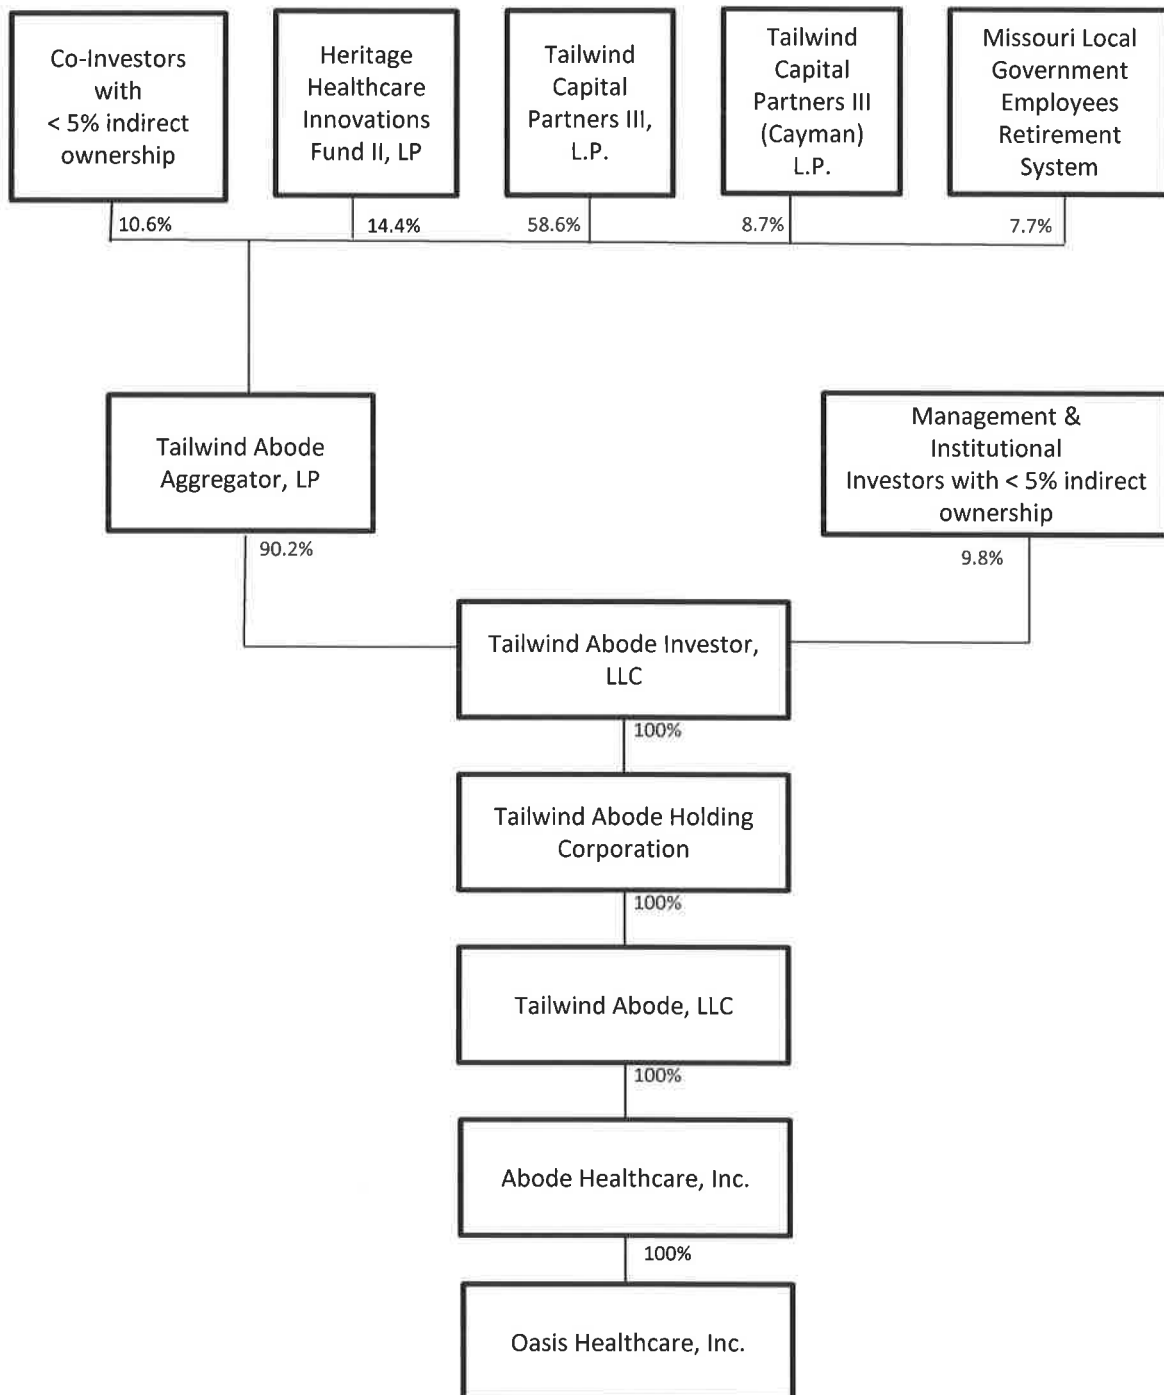 Co-Investors
with
< 5% indirect
ownership
Heritage
Healthcare
Innovations
Fund II, LP
Tailwind
Capital
Partners III,
L.P.
Tailwind
Capital
Partners III
(Cayman)
L.P.
Missouri Local
Government
Employees
Retirement
System
10.6%
14.4%
58.6%
8.7%
7.7%
Tailwind Abode
Aggregator, LP
Management &
Institutional
Investors with < 5% indirect
ownership
90.2%
9.8%
Tailwind Abode Investor,
LLC
100%
Tailwind Abode Holding
Corporation
100%
Tailwind Abode, LLC
100%
Abode Healthcare, Inc.
100%
Oasis Healthcare, Inc.